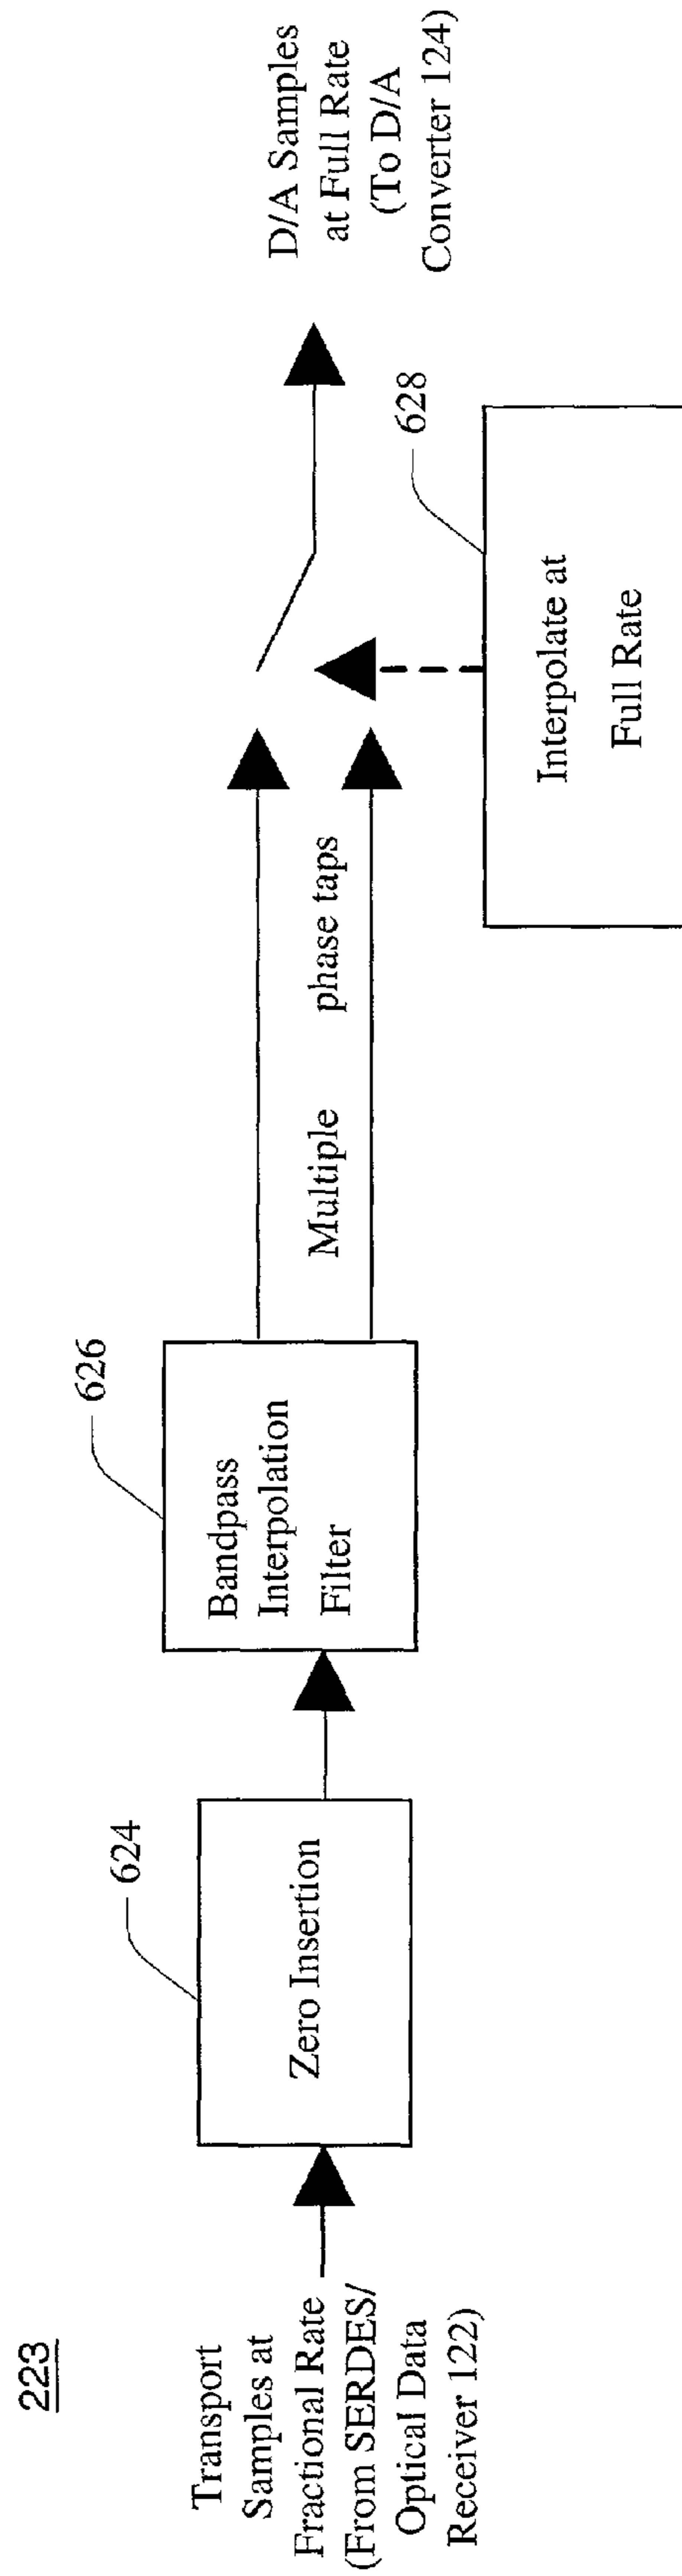 223
Transport
Samples at
Fractional Rate
(From SERDES/
Optical Data
Receiver 122)
624
Zero Insertion
626
Bandpass
Interpolation
Filter
Multiple phase taps
628
Interpolate at
Full Rate
D/A Samples
at Full Rate
(To D/A
Converter 124)